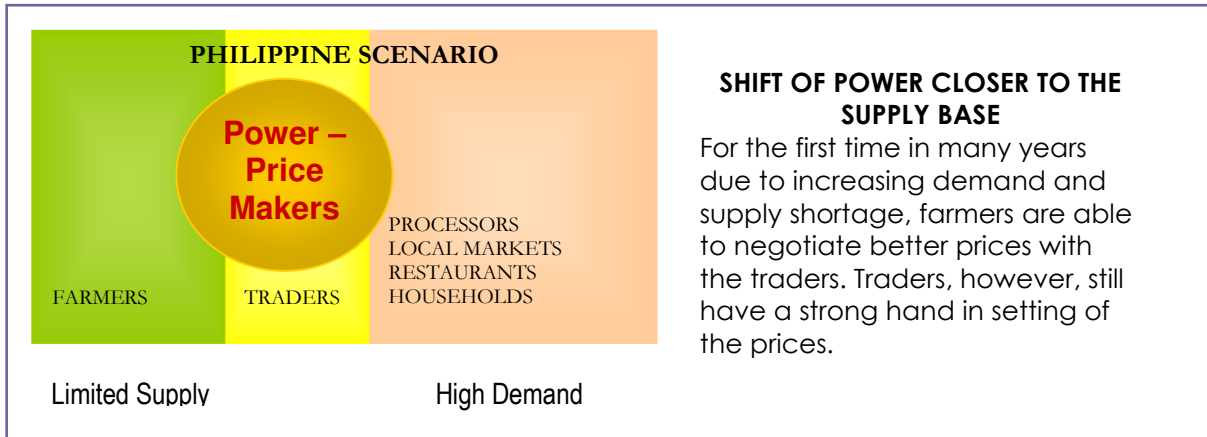 PHILIPPINE SCENARIO
Power –
Price
Makers
FARMERS
TRADERS
PROCESSORS
LOCAL MARKETS
RESTAURANTS
HOUSEHOLDS
Limited Supply
High Demand
SHIFT OF POWER CLOSER TO THE
SUPPLY BASE
For the first time in many years
due to increasing demand and
supply shortage, farmers are able
to negotiate better prices with
the traders. Traders, however, still
have a strong hand in setting of
the prices.